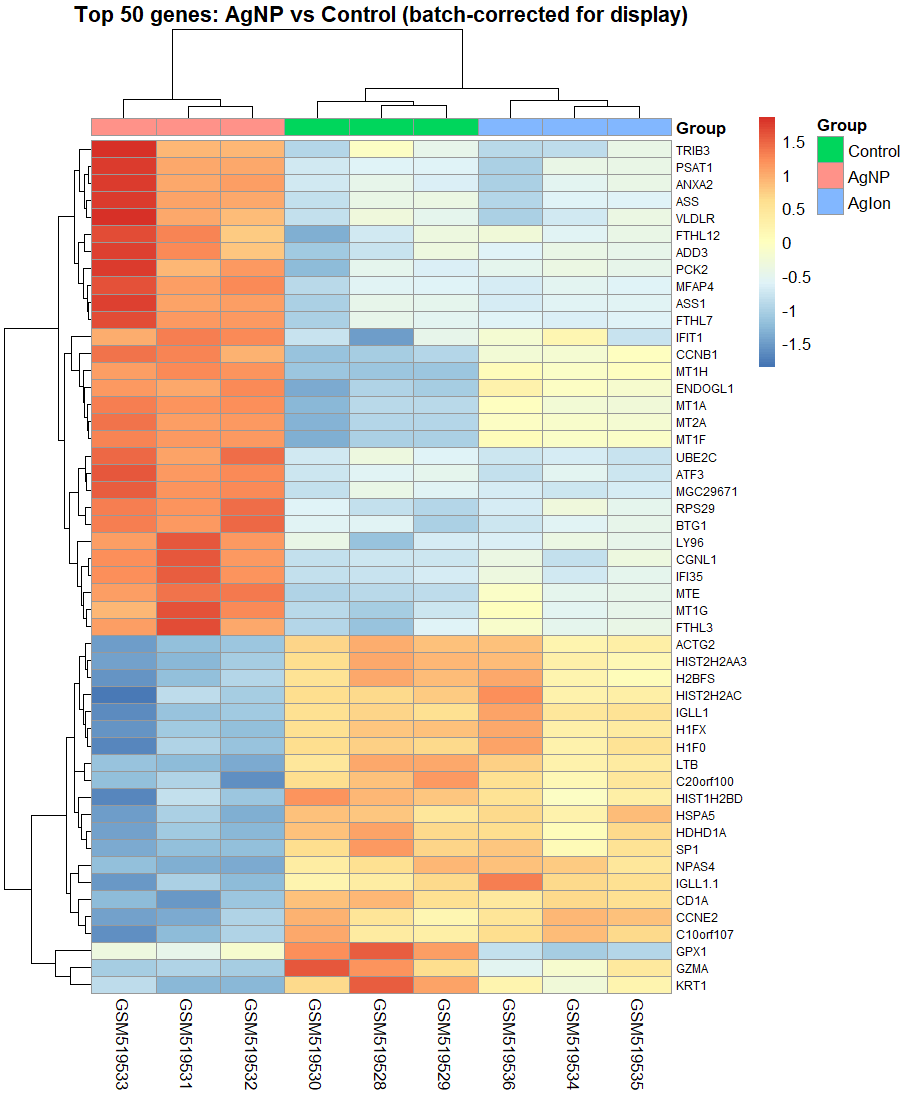 Top 50 genes: AgNP vs Control (batch-corrected for display)
Group
TRIB3
PSAT1
ANXA2
ASS
VLDLR
FTHL12
ADD3
PCK2
MFAP4
ASS1
FTHL7
IFIT1
CCNB1
MT1H
ENDOGL1
MT1A
MT2A
MT1F
UBE2C
ATF3
MGC29671
RPS29
BTG1
LY96
CGNL1
IFI35
MTE
MT1G
FTHL3
ACTG2
HIST2H2AA3
H2BFS
HIST2H2AC
IGLL1
H1FX
H1F0
LTB
C20orf100
HIST1H2BD
HSPA5
HDHD1A
SP1
NPAS4
IGLL1.1
CD1A
CCNE2
C10orf107
GPX1
GZMA
KRT1
GSM519533
GSM519531
GSM519532
GSM519530
GSM519528
GSM519529
GSM519536
GSM519534
GSM519535
1.5
1
0.5
0
-0.5
-1
-1.5
Group
Control
AgNP
AgIon